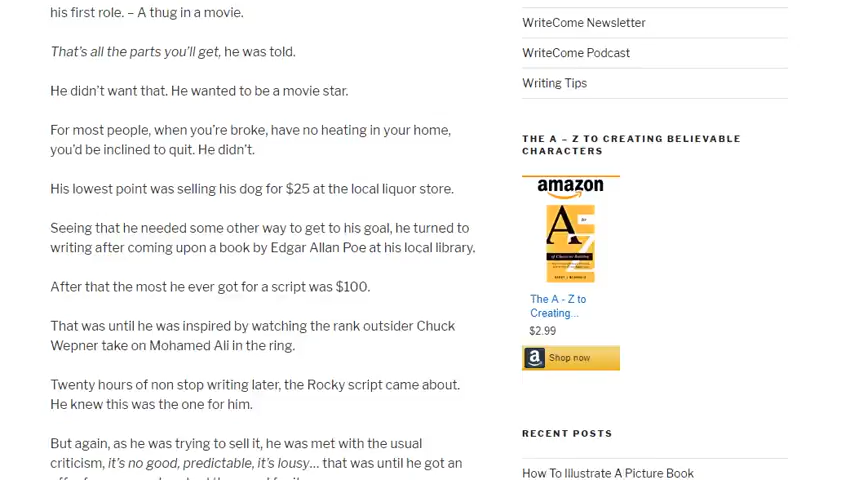 his first role. – A thug in a movie.
That’s all the parts you’ll get, he was told.
He didn’t want that. He wanted to be a movie star.
For most people, when you’re broke, have no heating in your home,
you’d be inclined to quit. He didn’t.
His lowest point was selling his dog for $25 at the local liquor store.
Seeing that he needed some other way to get to his goal, he turned to
writing after coming upon a book by Edgar Allan Poe at his local library.
After that the most he ever got for a script was $100.
That was until he was inspired by watching the rank outsider Chuck
Wepner take on Mohamed Ali in the ring.
Twenty hours of non stop writing later, the Rocky script came about.
He knew this was the one for him.
But again, as he was trying to sell it, he was met with the usual
criticism, it’s no good, predictable, it’s lousy… that was until he got an
WriteCome Newsletter
WriteCome Podcast
Writing Tips
THE A – Z TO CREATING BELIEVABLE
CHARACTERS
amazon
A
Z
of Character Building
The A - Z to
Creating...
$2.99
a Shop now
RECENT POSTS
How To Illustrate A Picture Book